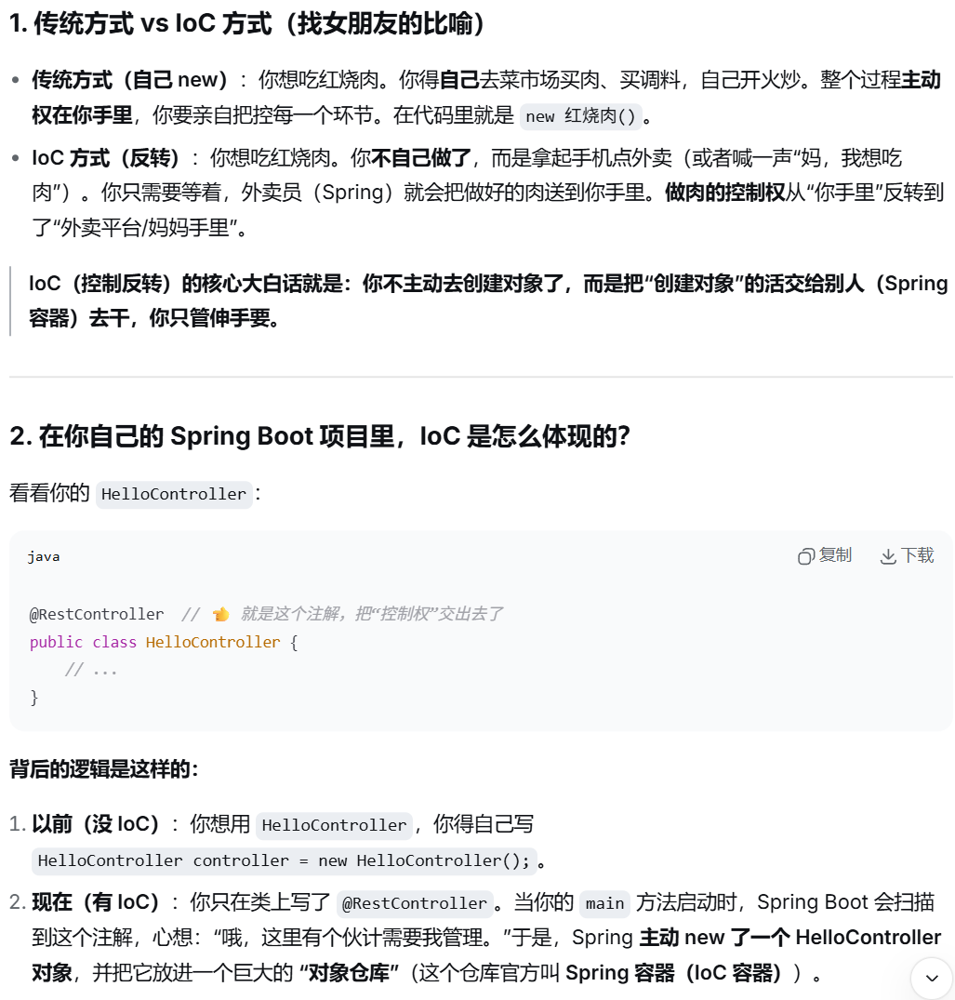 1. 传统方式 vs IoC 方式（找女朋友的比喻）
• 传统方式（自己 new）：你想吃红烧肉。你得自己去菜市场买肉、买调料，自己开火炒。整个过程主动
权在你手里，你要亲自把控每一个环节。在代码里就是 new 红烧肉() 。
• IoC 方式（反转）：你想吃红烧肉。你不自己做了，而是拿起手机点外卖（或者喊一声“妈，我想吃
肉”）。你只需要等着，外卖员（Spring）就会把做好的肉送到你手里。做肉的控制权从“你手里”反转到
了“外卖平台/妈妈手里”。
IoC（控制反转）的核心大白话就是：你不主动去创建对象了，而是把“创建对象”的活交给别人（Spring
容器）去干，你只管伸手要。
2. 在你自己的 Spring Boot 项目里，IoC 是怎么体现的？
看看你的 HelloController ：
java 复制 下载
@RestController // 👈 就是这个注解，把“控制权”交出去了
public class HelloController {
// ...
}
背后的逻辑是这样的：
1. 以前（没 IoC）：你想用 HelloController ，你得自己写
HelloController controller = new HelloController(); 。
2. 现在（有 IoC）：你只在类上写了 @RestController 。当你的 main 方法启动时，Spring Boot 会扫描
到这个注解，心想：“哦，这里有个伙计需要我管理。”于是，Spring 主动 new 了一个 HelloController
对象，并把它放进一个巨大的 “对象仓库”（这个仓库官方叫 Spring 容器（IoC 容器））。